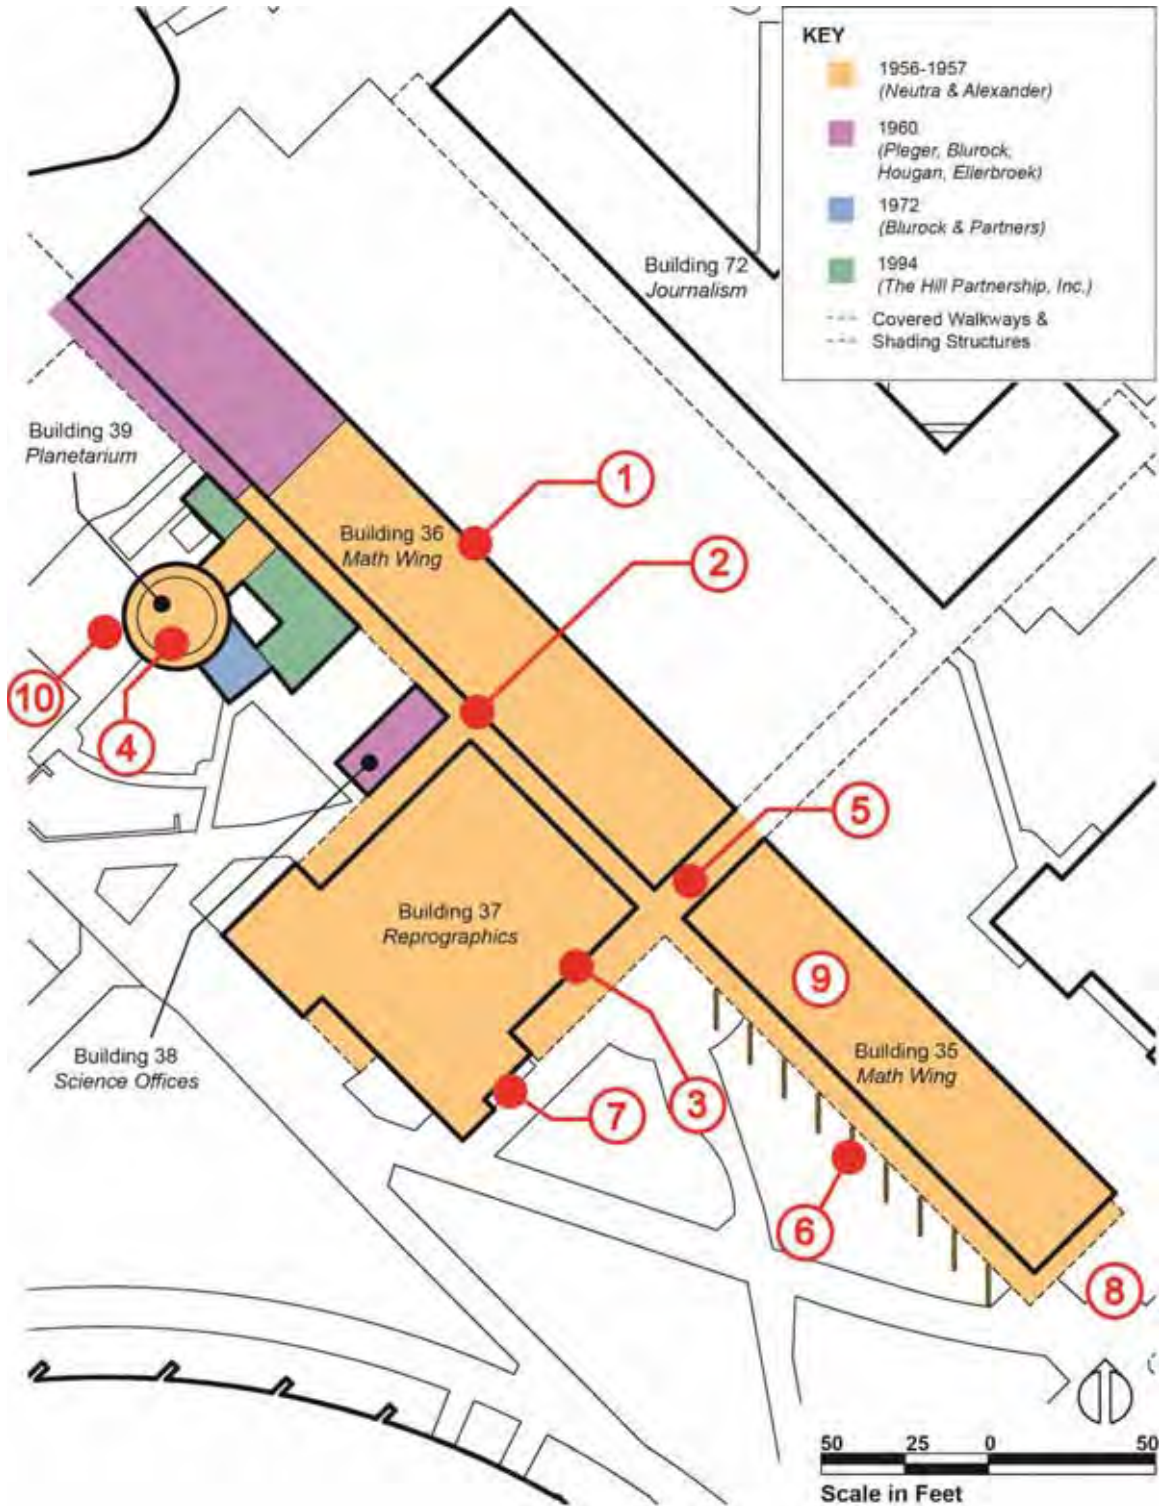 KEY
1956-1957
(Neutra & Alexander)
1960
(Pleger, Blurock,
Hougan, Ellerbroek)
1972
(Blurock & Partners)
1994
(The Hill Partnership, Inc.)
Covered Walkways &
Shading Structures
Building 72
Journalism
Building 39
Planetarium
1
Building 36
Math Wing
2
10
4
5
Building 37
Reprographics
9
Building 35
Math Wing
Building 38
Science Offices
3
7
6
8
50 25 0 50
Scale in Feet